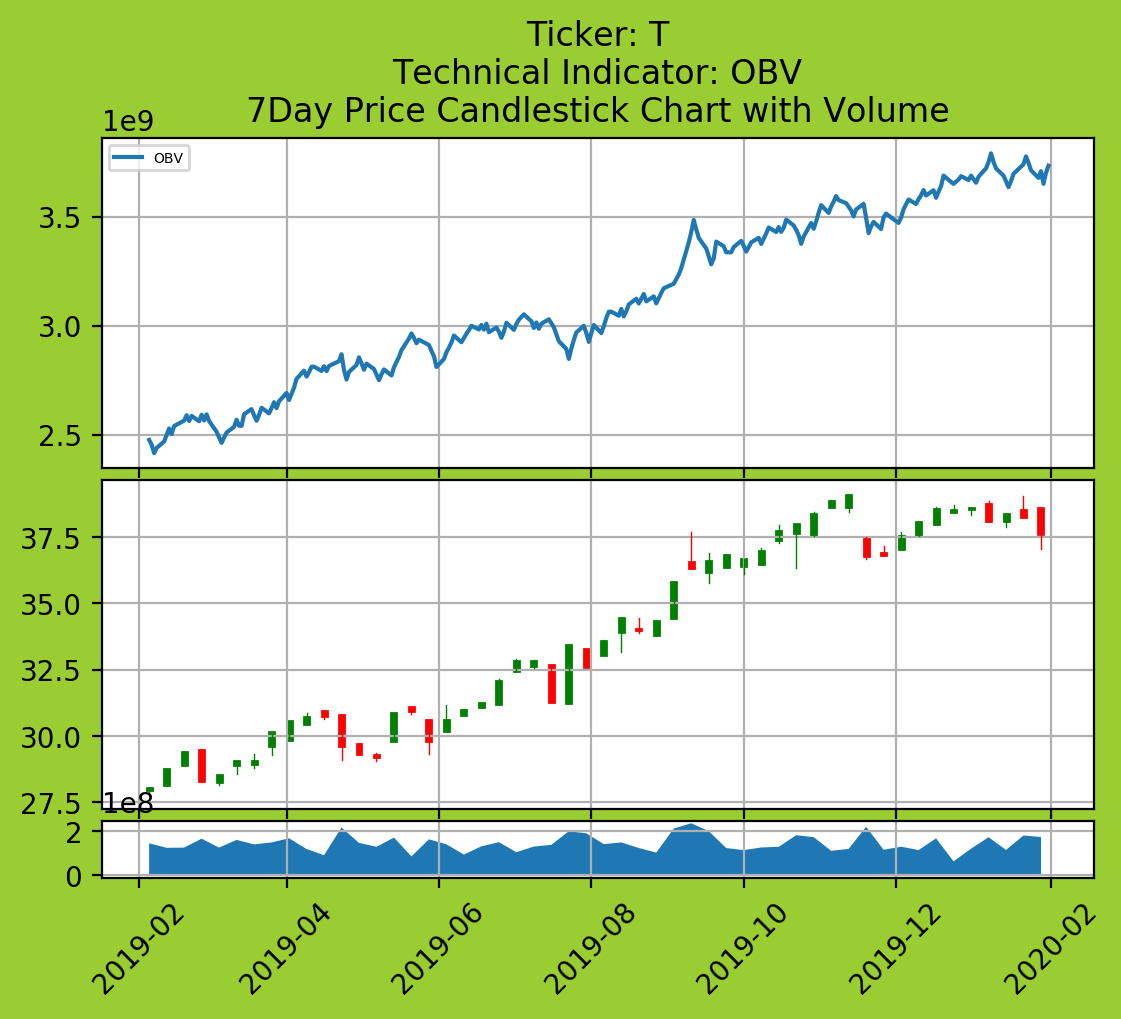 Ticker: T
Technical Indicator: OBV
7Day Price Candlestick Chart with Volume
1e9
OBV
3.5
3.0
2.5
37.5
35.0
32.5
30.0
27.5
1e8
2
0
2019-02
2019-04
2019-06
2019-08
2019-10
2019-12
2020-02